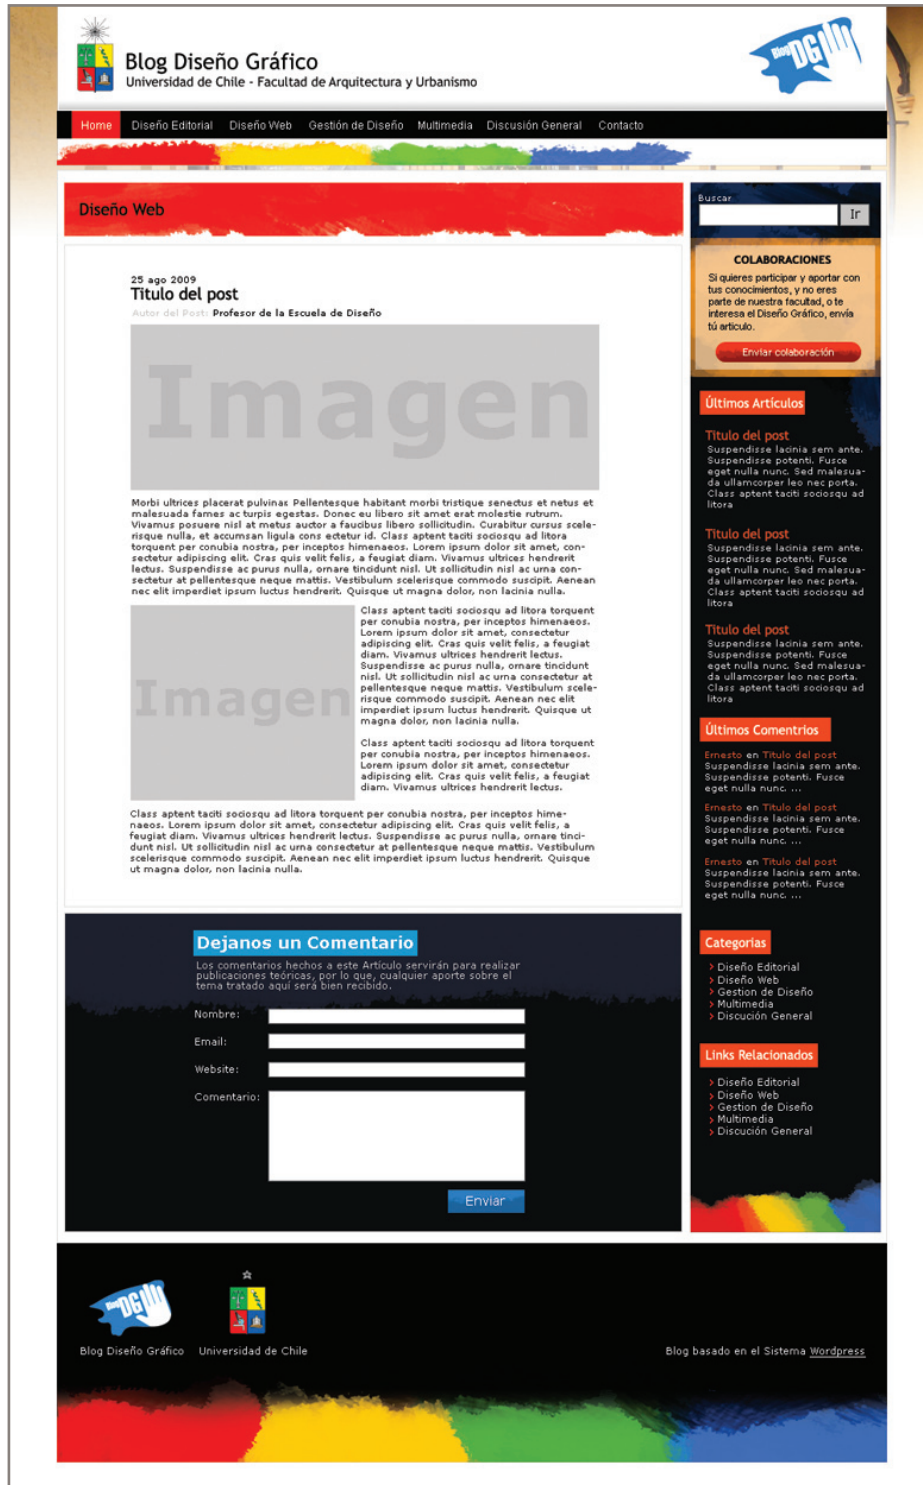 Blog Diseño Gráfico
Universidad de Chile - Facultad de Arquitectura y Urbanismo
Blog DG
Home Diseño Editorial Diseño Web Gestión de Diseño Multimedia Discusión General Contacto
Diseño Web
25 ago 2009
Titulo del post
Autor del Post: Profesor de la Escuela de Diseño
Imagen
Morbi ultrices placerat pulvinar Pellentesque habitant morbi tristique senectus et netus et
malesuada fames ac turpis egestas. Donec eu libero sit amet erat molestie rutrum.
Vivamus posuere nisl at metus auctor a faucibus libero sollicitudin. Curabitur cursus scele-
risque nulla, et accumsan ligula cons ectetur id. Class aptent taciti sociosqu ad litora
torquent per conubia nostra, per inceptos himenaeos. Lorem ipsum dolor sit amet, con-
sectetur adipiscing elit. Cras quis velit felis, a feugiat diam. Vivamus ultrices hendrerit
lectus. Suspendisse ac purus nulla, ornare tincidunt nisl. Ut sollicitudin nisl ac urna con-
sectetur at pellentesque neque mattis. Vestibulum scelerisque commodo suscipit. Aenean
nec elit imperdiet ipsum luctus hendrerit. Quisque ut magna dolor, non lacinia nulla.
Imagen
Class aptent taciti sociosqu ad litora torquent
per conubia nostra, per inceptos himenaeos.
Lorem ipsum dolor sit amet, consectetur
adipiscing elit. Cras quis velit felis, a feugiat
diam. Vivamus ultrices hendrerit lectus.
Suspendisse ac purus nulla, ornare tincidunt
nisl. Ut sollicitudin nisl ac urna consectetur at
pellentesque neque mattis. Vestibulum scele-
risque commodo suscipit. Aenean nec elit
imperdiet ipsum luctus hendrerit. Quisque ut
magna dolor, non lacinia nulla.
Class aptent taciti sociosqu ad litora torquent
per conubia nostra, per inceptos himenaeos.
Lorem ipsum dolor sit amet, consectetur
adipiscing elit. Cras quis velit felis, a feugiat
diam. Vivamus ultrices hendrerit lectus.
Class aptent taciti sociosqu ad litora torquent per conubia nostra, per inceptos hime-
naeos. Lorem ipsum dolor sit amet, consectetur adipiscing elit. Cras quis velit felis, a
feugiat diam. Vivamus ultrices hendrerit lectus. Suspendisse ac purus nulla, ornare tinci-
dunt nisl. Ut sollicitudin nisl ac urna consectetur at pellentesque neque mattis. Vestibulum
scelerisque commodo suscipit. Aenean nec elit imperdiet ipsum luctus hendrerit. Quisque
ut magna dolor, non lacinia nulla.
Dejanos un Comentario
Los comentarios hechos a este Artículo servirán para realizar
publicaciones teóricas, por lo que, cualquier aporte sobre el
tema tratado aquí será bien recibido.
Nombre:
Email:
Website:
Comentario:
Enviar
Buscar
Ir
COLABORACIONES
Si quieres participar y aportar con
tus conocimientos, y no eres
parte de nuestra facultad, o te
interesa el Diseño Gráfico, envía
tú articulo.
Enviar colaboración
Últimos Artículos
Titulo del post
Suspendisse lacinia sem ante.
Suspendisse potenti. Fusce
eget nulla nunc. Sed malesua-
da ullamcorper leo nec porta.
Class aptent taciti sociosqu ad
litora
Titulo del post
Suspendisse lacinia sem ante.
Suspendisse potenti. Fusce
eget nulla nunc. Sed malesua-
da ullamcorper leo nec porta.
Class aptent taciti sociosqu ad
litora
Titulo del post
Suspendisse lacinia sem ante.
Suspendisse potenti. Fusce
eget nulla nunc. Sed malesua-
da ullamcorper leo nec porta.
Class aptent taciti sociosqu ad
litora
Últimos Comentrios
Ernesto en Titulo del post
Suspendisse lacinia sem ante.
Suspendisse potenti. Fusce
eget nulla nunc. ...
Ernesto en Titulo del post
Suspendisse lacinia sem ante.
Suspendisse potenti. Fusce
eget nulla nunc. ...
Ernesto en Titulo del post
Suspendisse lacinia sem ante.
Suspendisse potenti. Fusce
eget nulla nunc. ...
Categorias
> Diseño Editorial
> Diseño Web
> Gestion de Diseño
> Multimedia
> Discución General
Links Relacionados
> Diseño Editorial
> Diseño Web
> Gestion de Diseño
> Multimedia
> Discución General
Blog DG
Blog Diseño Gráfico Universidad de Chile
Blog basado en el Sistema Wordpress